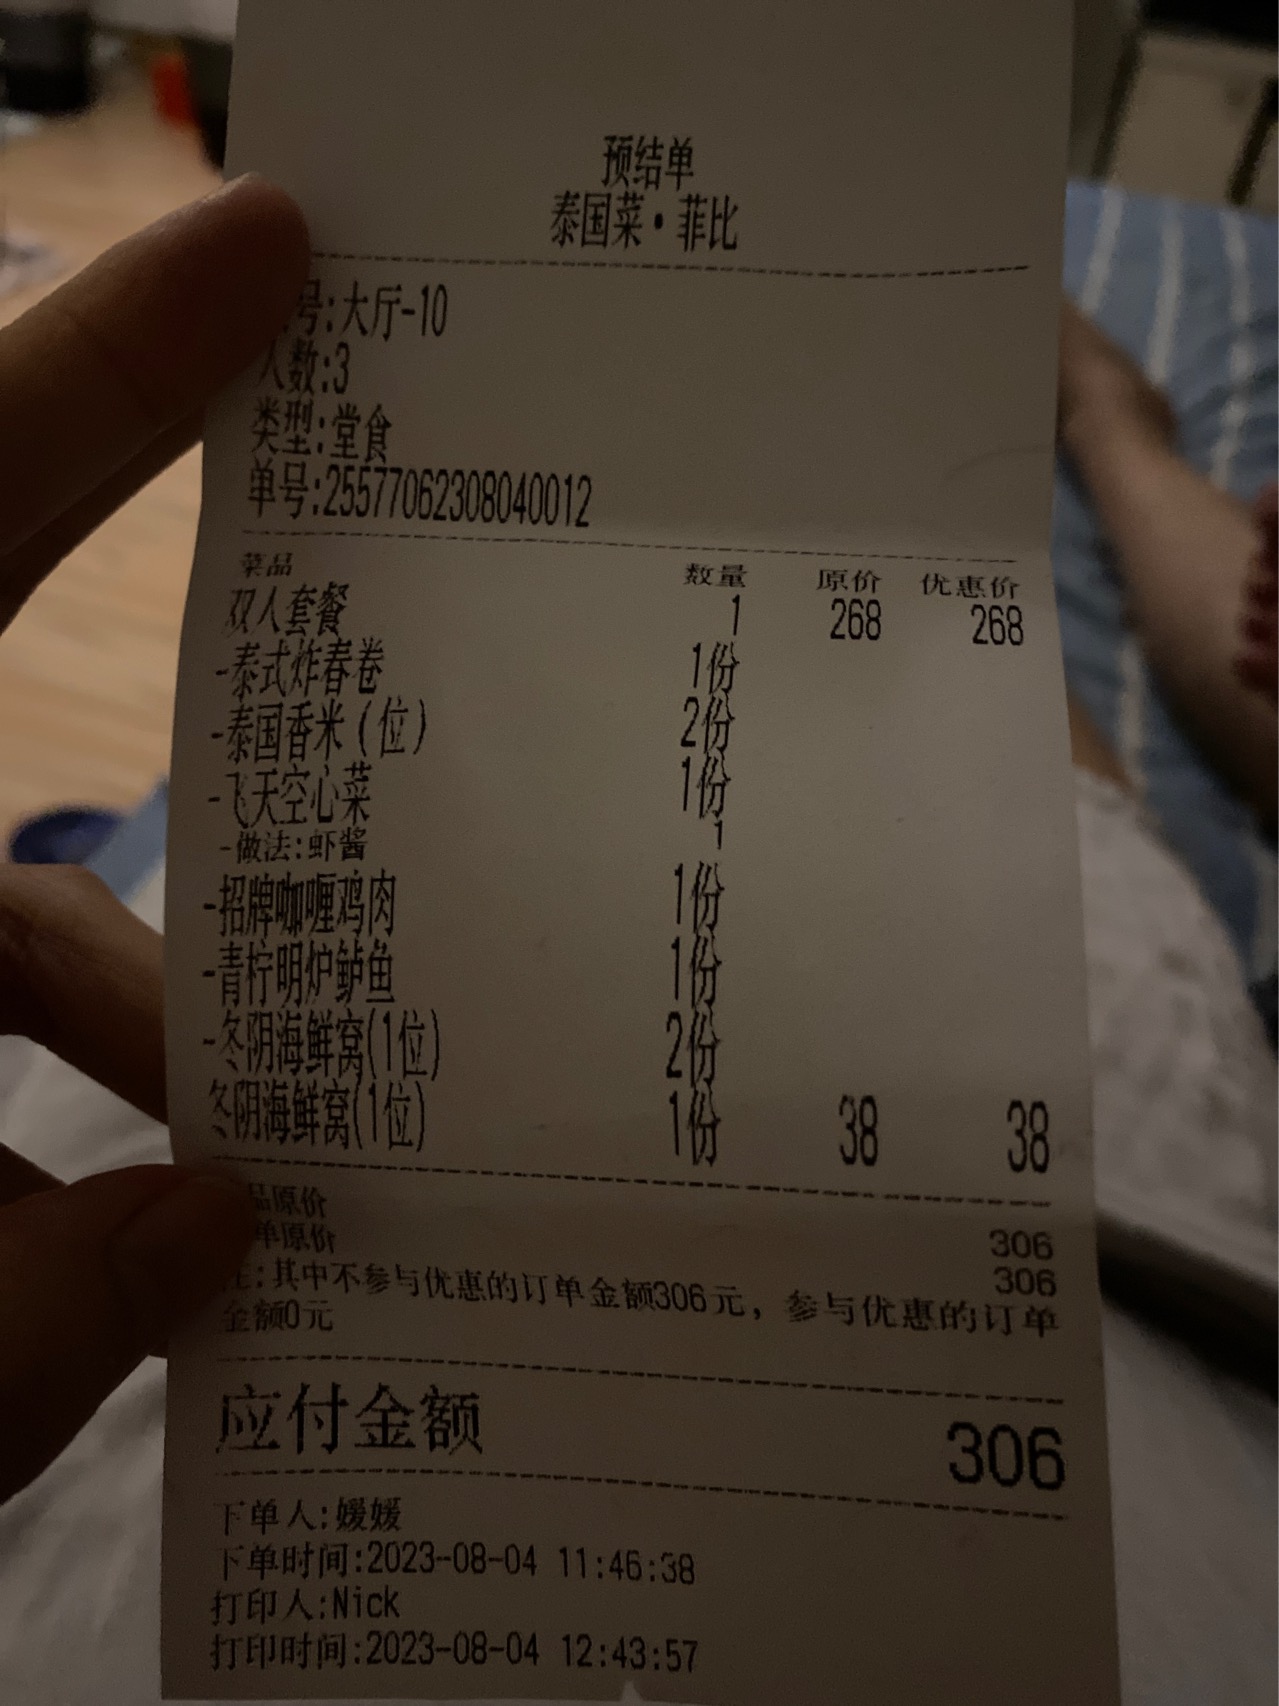 预结单
泰国菜·菲比
号:大厅-10
人数:3
类型:堂食
单号:25577062308040012
菜品 数量 原价 优惠价
双人套餐 1 268 268
-泰式炸春卷 1份
-泰国香米(位) 2份
-飞天空心菜 1份
-做法:虾酱 1
-招牌咖喱鸡肉 1份
-青柠明炉鲈鱼 1份
-冬阴海鲜窝(1位) 2份
冬阴海鲜窝(1位) 1份 38 38
品原价 306
单原价 306
注:其中不参与优惠的订单金额306元，参与优惠的订单
金额0元
应付金额 306
下单人:媛媛
下单时间:2023-08-04 11:46:38
打印人:Nick
打印时间:2023-08-04 12:43:57